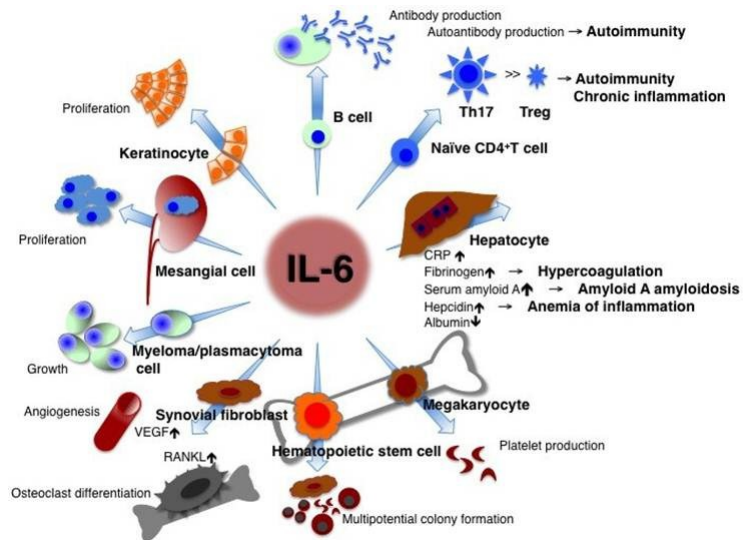 Antibody production
Autoantibody production → Autoimmunity
B cell
Th17 >> Treg
→ Autoimmunity
Chronic inflammation
Naïve CD4⁺T cell
Proliferation
Keratinocyte
Proliferation
Mesangial cell
IL-6
Hepatocyte
CRP ↑
Fibrinogen↑ → Hypercoagulation
Serum amyloid A↑ → Amyloid A amyloidosis
Hepcidin↑ → Anemia of inflammation
Albumin↓
Myeloma/plasmacytoma
cell
Growth
Angiogenesis
VEGF↑
Synovial fibroblast
RANKL↑
Osteoclast differentiation
Hematopoietic stem cell
Multipotential colony formation
Megakaryocyte
Platelet production